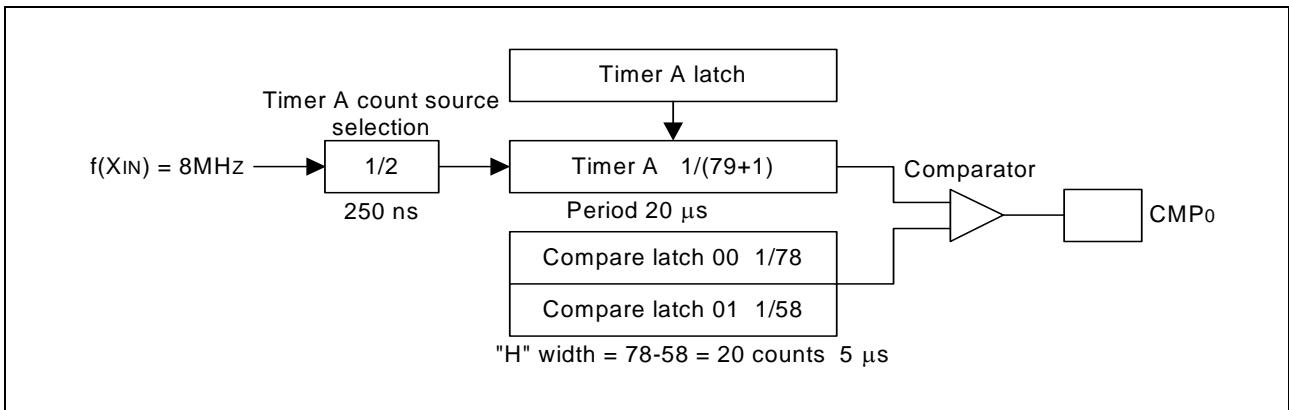 Timer A latch
Timer A count source
selection
f(XIN) = 8MHz
1/2
Timer A 1/(79+1)
Comparator
CMP0
250 ns
Period 20 μs
Compare latch 00 1/78
Compare latch 01 1/58
"H" width = 78-58 = 20 counts 5 μs